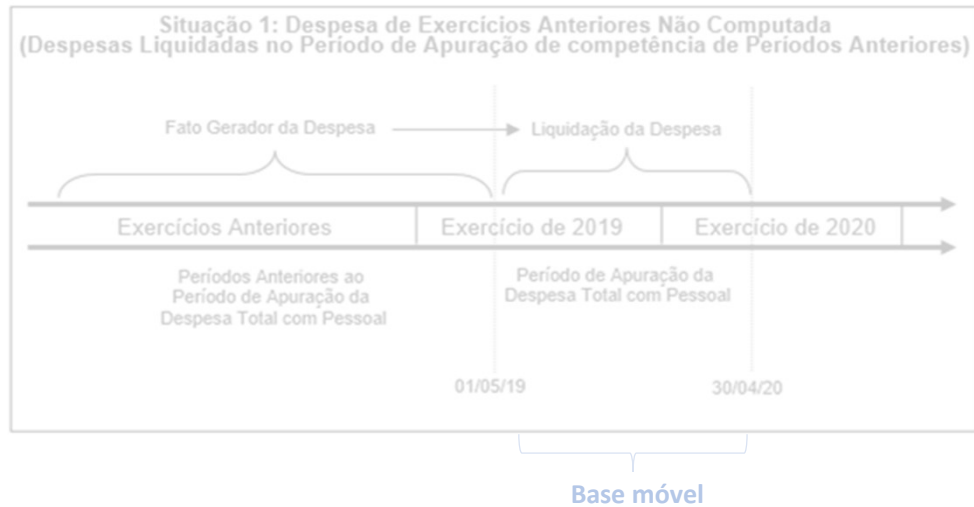 Situação 1: Despesa de Exercícios Anteriores Não Computada
(Despesas Liquidadas no Período de Apuração de competência de Períodos Anteriores)
Fato Gerador da Despesa
Liquidação da Despesa
Exercícios Anteriores
Exercício de 2019
Exercício de 2020
Períodos Anteriores ao
Período de Apuração da
Despesa Total com Pessoal
Período de Apuração da
Despesa Total com Pessoal
01/05/19
30/04/20
Base móvel